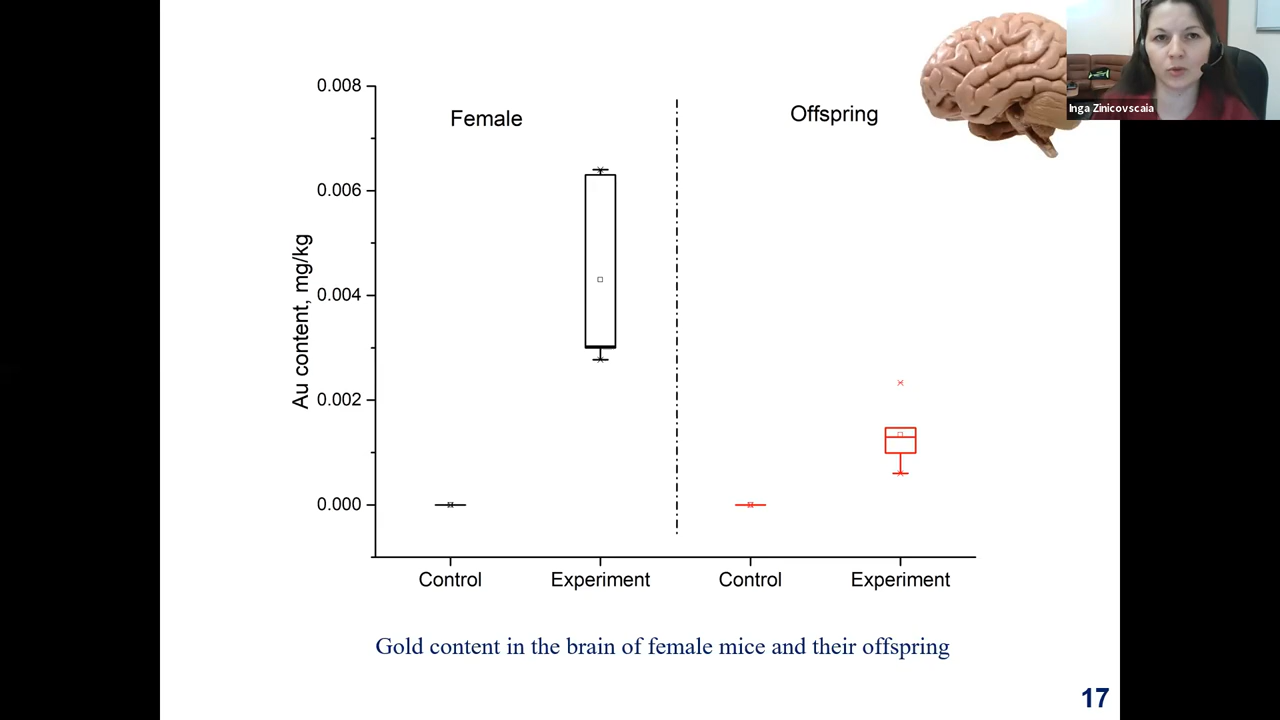 Inga Zinicovscaia
Female
Offspring
0.008
0.006
0.004
0.002
0.000
Au content, mg/kg
Control
Experiment
Control
Experiment
Gold content in the brain of female mice and their offspring
17